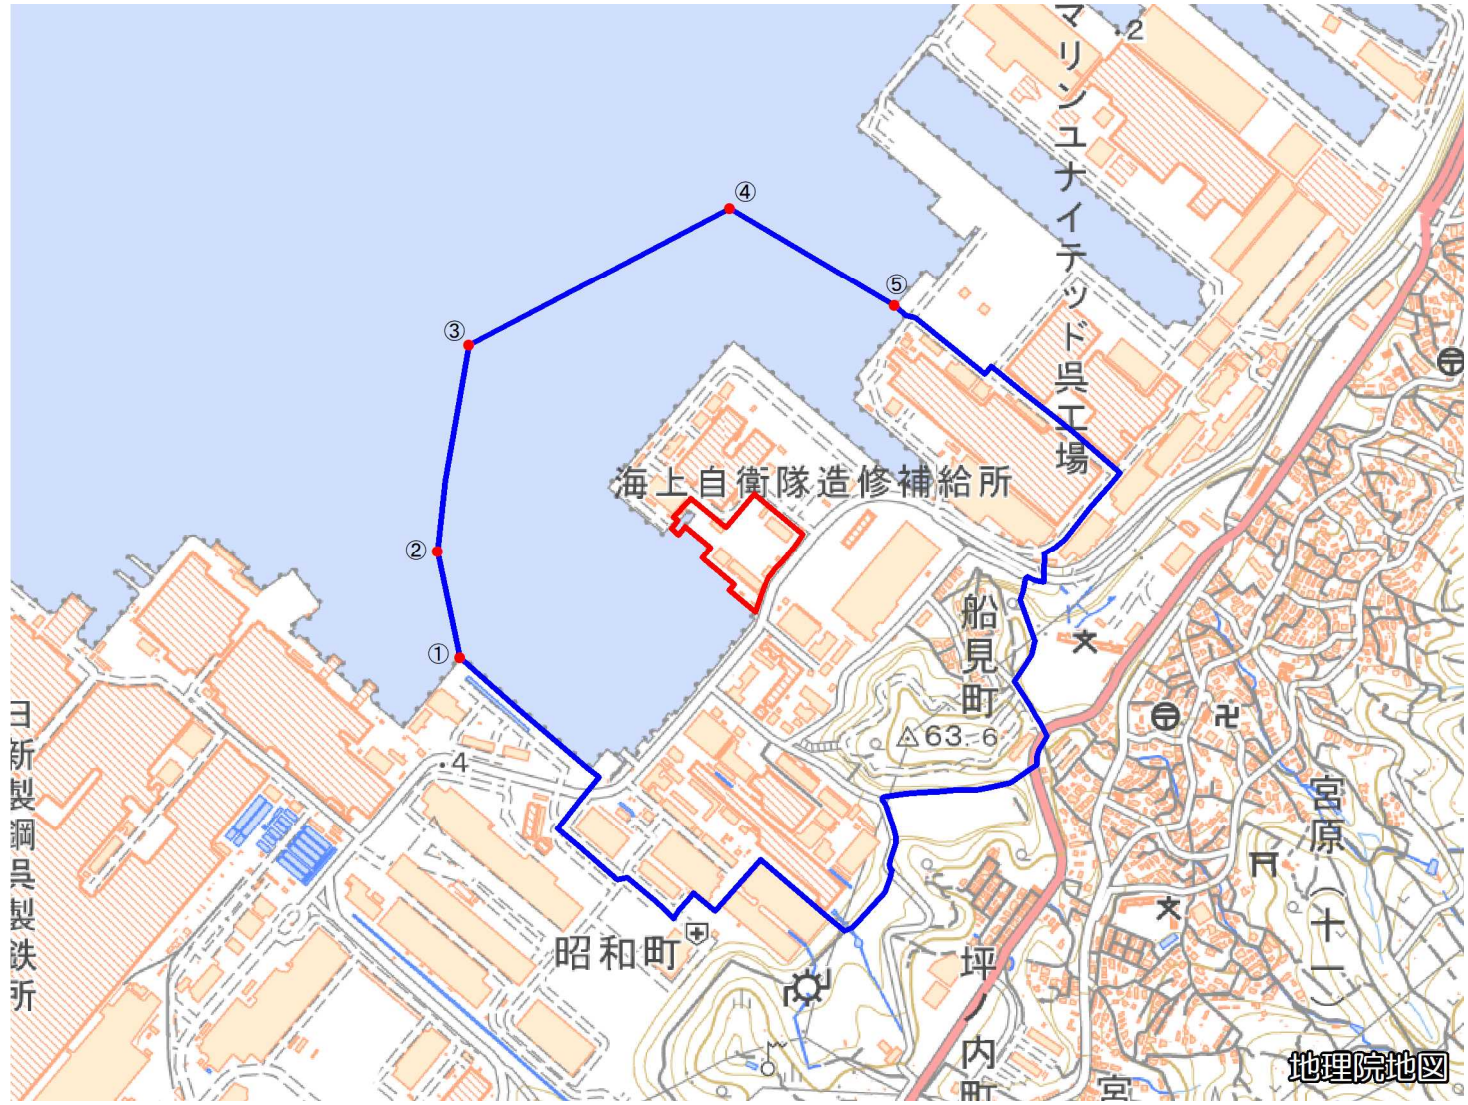 マリンユナイテッド呉工場
・2
④
⑤
③
海上自衛隊造修補給所
②
①
船見町
△63.6
・4
日新製鋼呉製鉄所
宮原(十一)
昭和町
坪ノ内町
宮
地理院地図